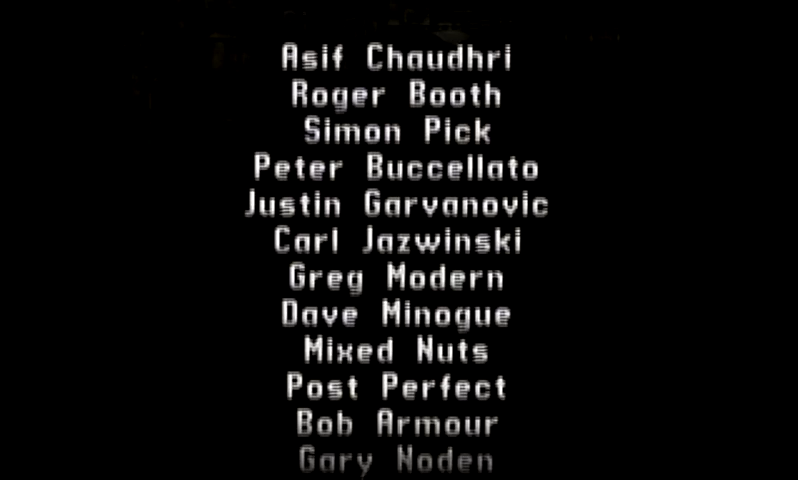 Asif Chaudhri
Roger Booth
Simon Pick
Peter Buccellato
Justin Garvanovic
Carl Jazwinski
Greg Modern
Dave Minogue
Mixed Nuts
Post Perfect
Bob Armour
Gary Noden